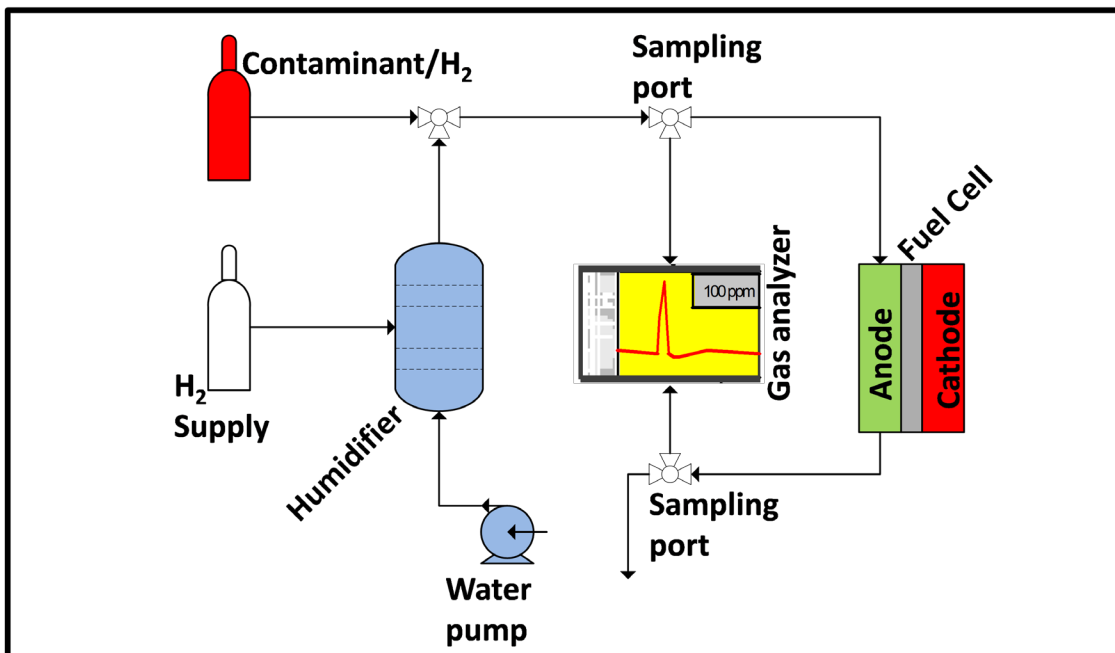 Contaminant/H₂
Sampling
port
Fuel Cell
100 ppm
Gas analyzer
Anode
Cathode
H₂
Supply
Humidifier
Sampling
port
Water
pump